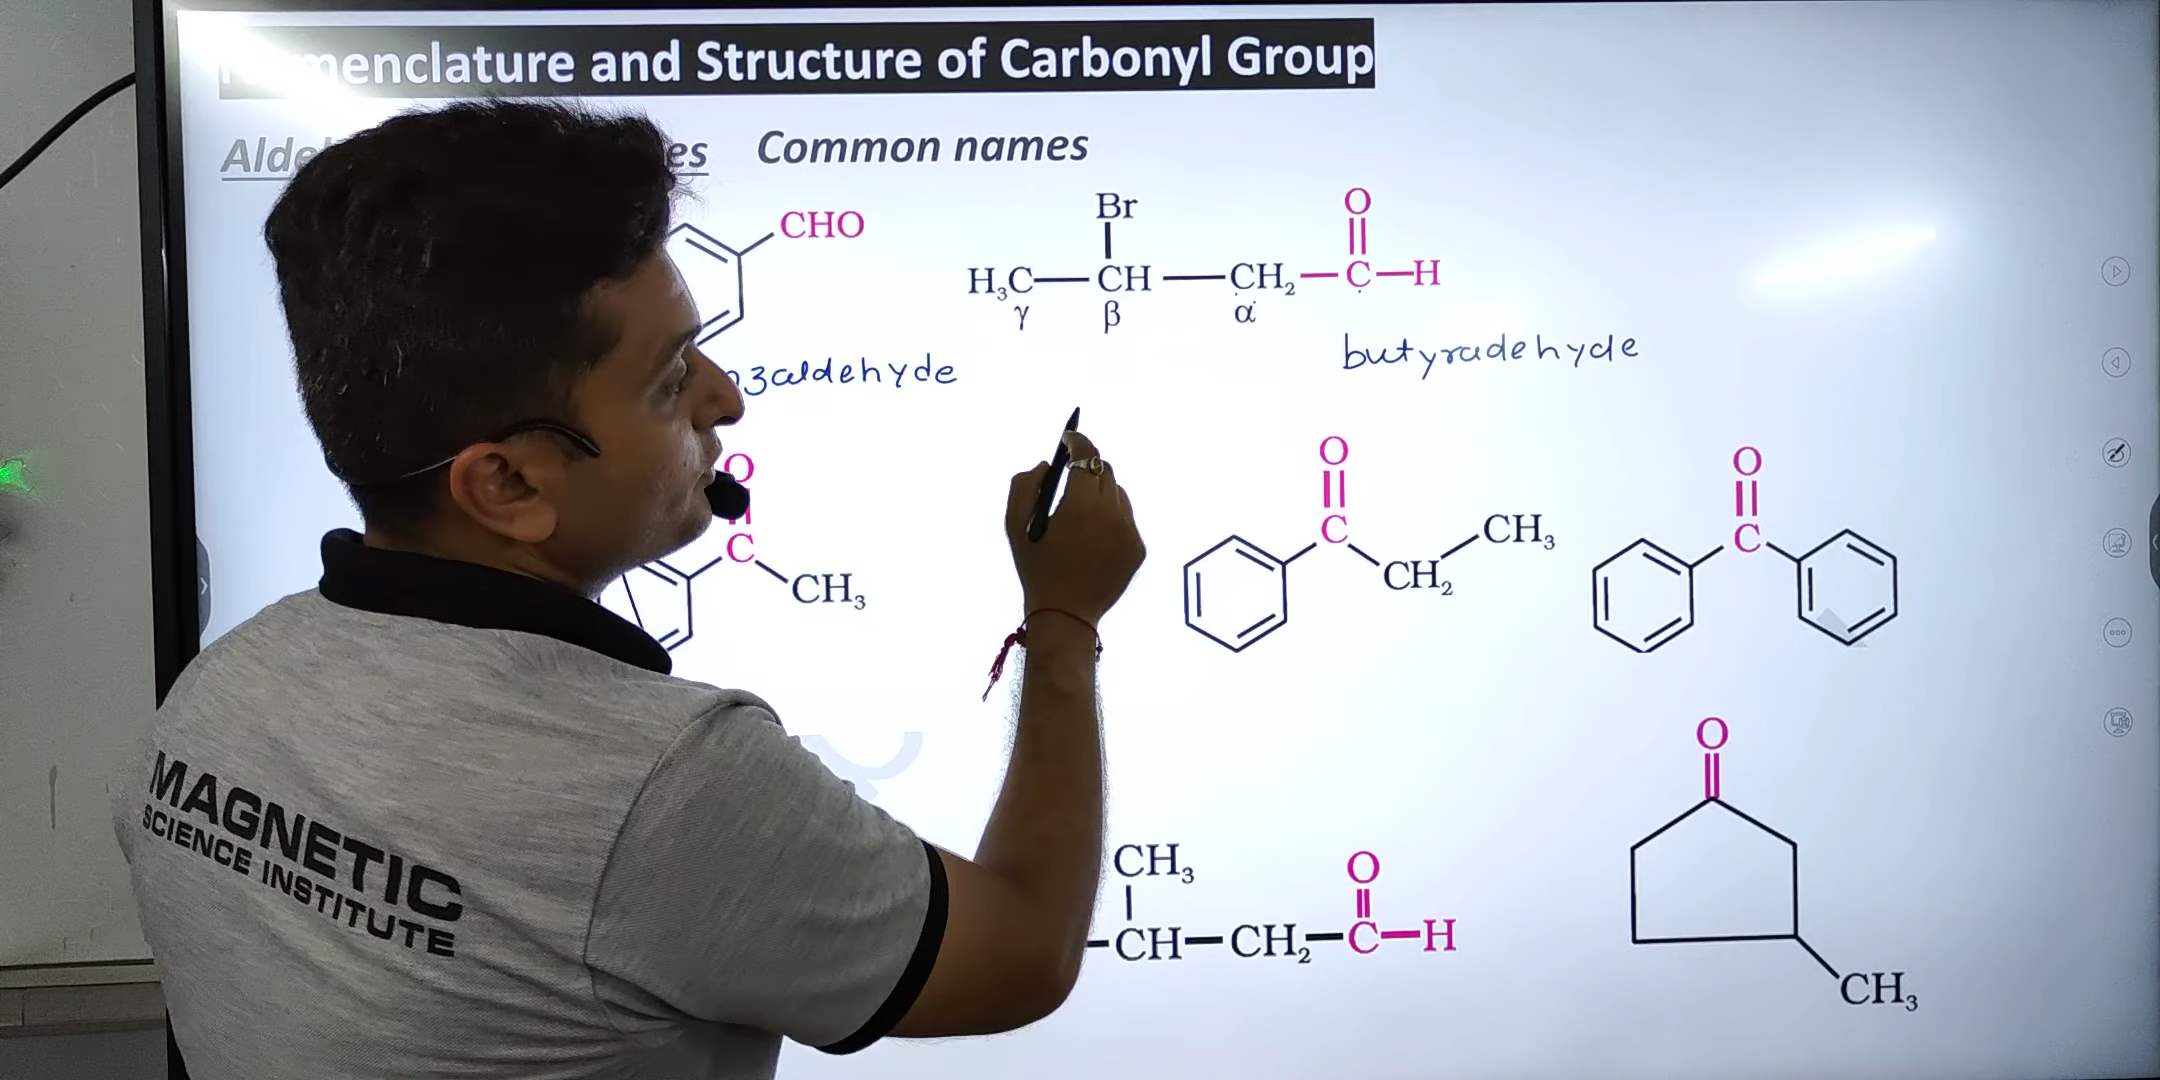 menclature and Structure of Carbonyl Group
Alde es Common names
CHO
Br
O
H₃C—CH—CH₂—C—H
γ β α
zaldehyde
butyradehyde
O
C
CH₃
O
C
CH₂
CH₃
O
C
O
CH₃
O
-CH-CH₂-C-H
CH₃
MAGNETIC
SCIENCE INSTITUTE